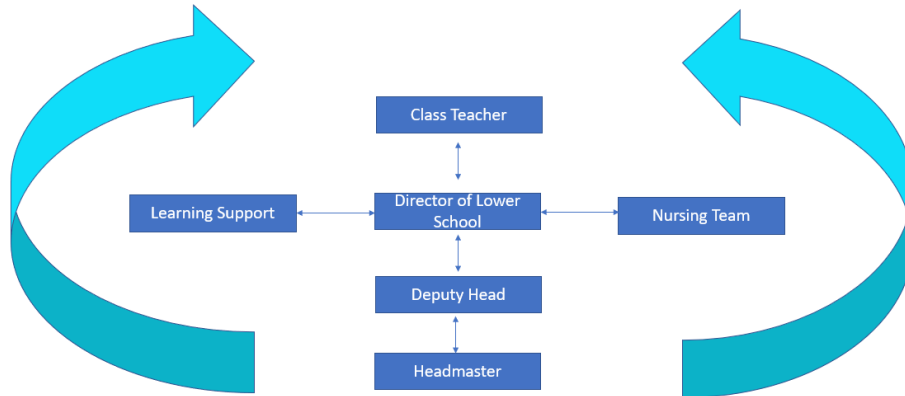 Class Teacher
Learning Support
Director of Lower
School
Nursing Team
Deputy Head
Headmaster